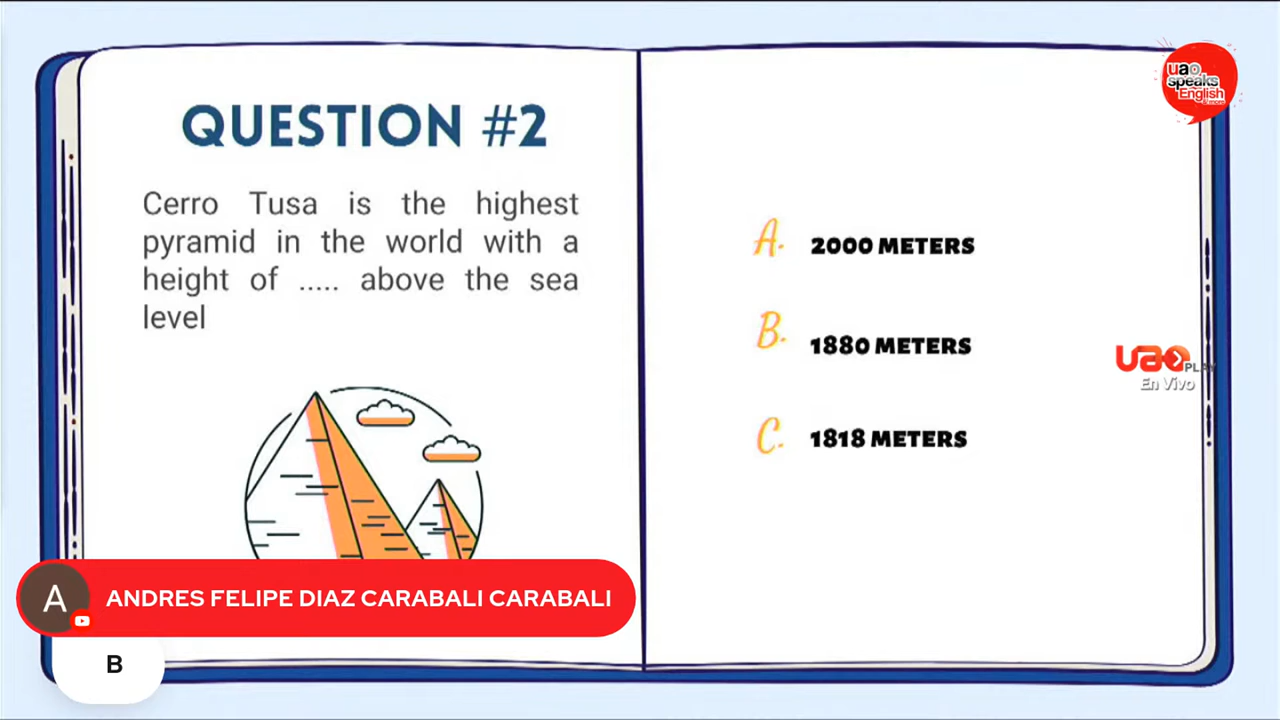 QUESTION #2
Cerro Tusa is the highest
pyramid in the world with a
height of ..... above the sea
level
A. 2000 METERS
B. 1880 METERS
C. 1818 METERS
uao
speaks
English
& more
uao PLAY
En Vivo
A ANDRES FELIPE DIAZ CARABALI CARABALI
B